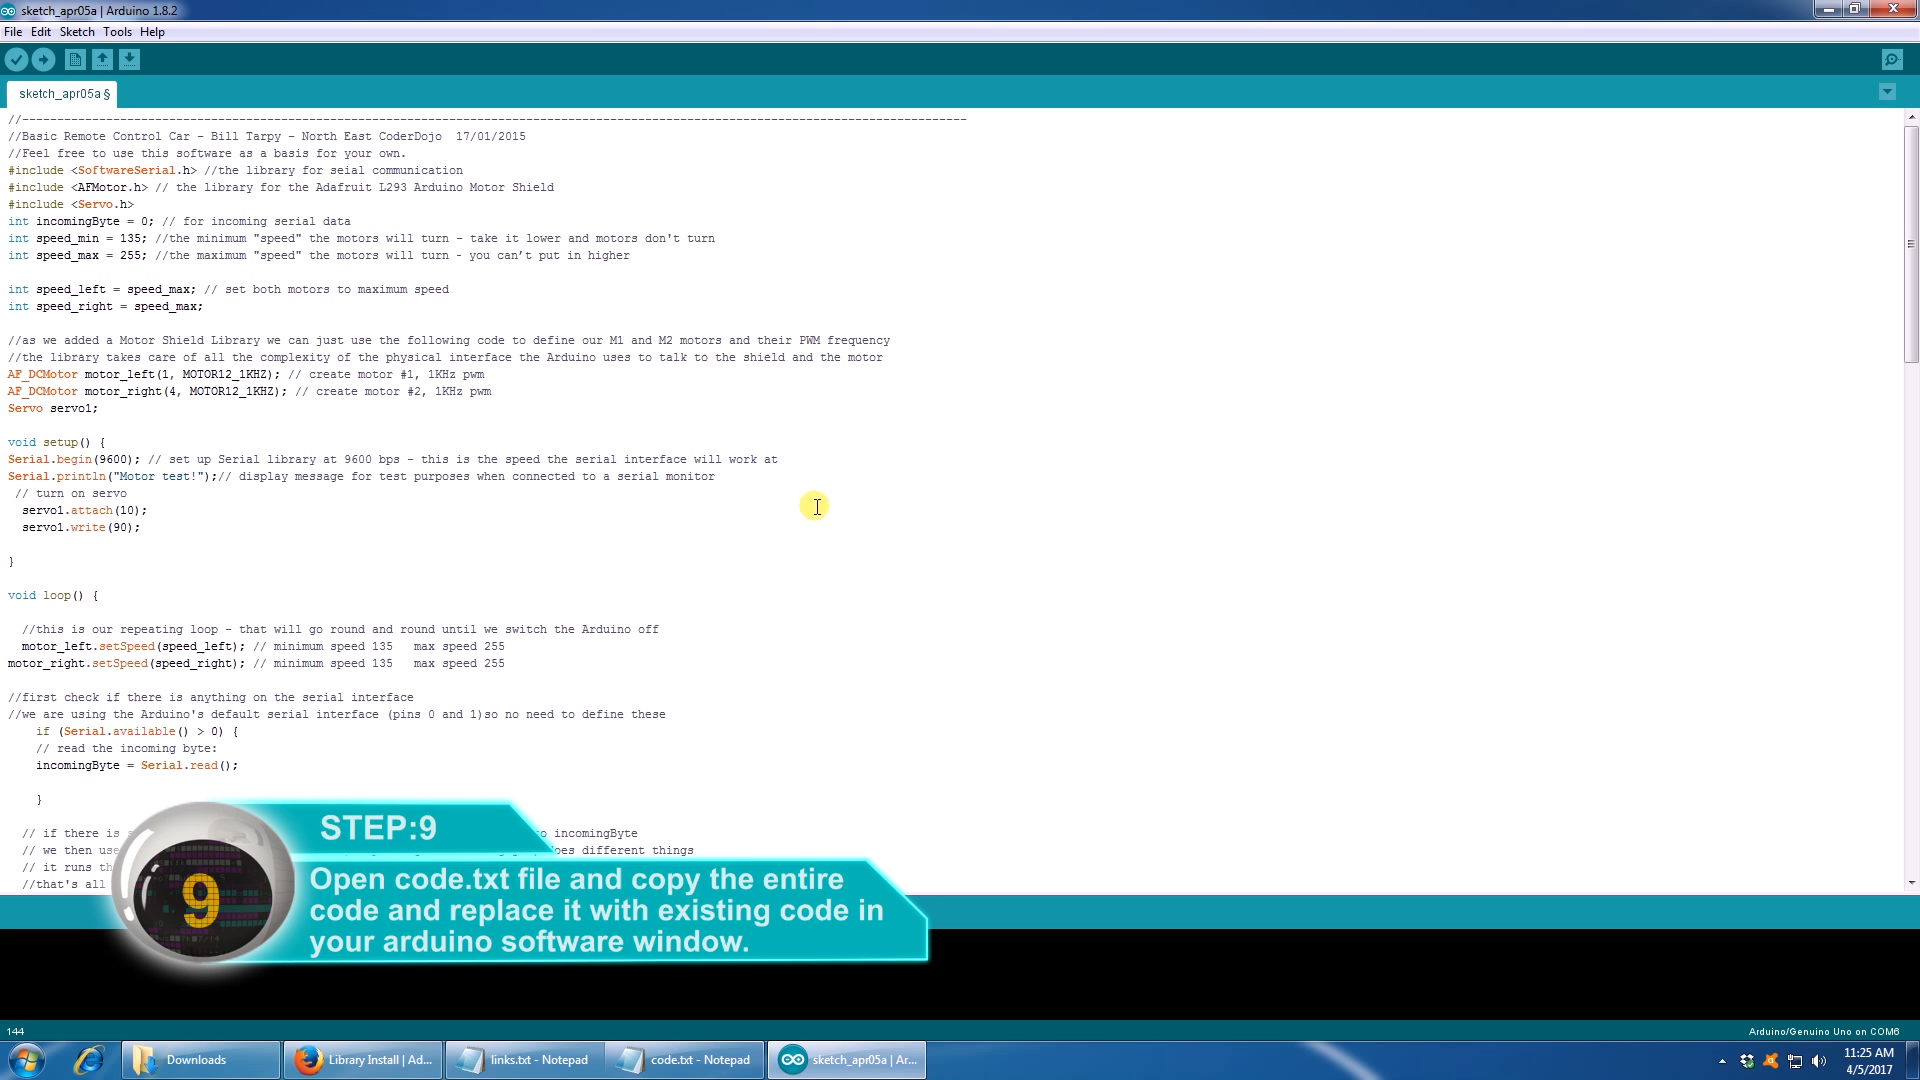 sketch_apr05a | Arduino 1.8.2
File Edit Sketch Tools Help
sketch_apr05a §
//---------------------------------------------------------------------------------------------------------------------------------------
//Basic Remote Control Car - Bill Tarpy - North East CoderDojo  17/01/2015
//Feel free to use this software as a basis for your own.
#include <SoftwareSerial.h> //the library for seial communication
#include <AFMotor.h> // the library for the Adafruit L293 Arduino Motor Shield
#include <Servo.h>
int incomingByte = 0; // for incoming serial data
int speed_min = 135; //the minimum "speed" the motors will turn - take it lower and motors don't turn
int speed_max = 255; //the maximum "speed" the motors will turn - you can’t put in higher
int speed_left = speed_max; // set both motors to maximum speed
int speed_right = speed_max;
//as we added a Motor Shield Library we can just use the following code to define our M1 and M2 motors and their PWM frequency
//the library takes care of all the complexity of the physical interface the Arduino uses to talk to the shield and the motor
AF_DCMotor motor_left(1, MOTOR12_1KHZ); // create motor #1, 1KHz pwm
AF_DCMotor motor_right(4, MOTOR12_1KHZ); // create motor #2, 1KHz pwm
Servo servo1;
void setup() {
Serial.begin(9600); // set up Serial library at 9600 bps - this is the speed the serial interface will work at
Serial.println("Motor test!");// display message for test purposes when connected to a serial monitor
// turn on servo
servo1.attach(10);
servo1.write(90);
}
void loop() {
//this is our repeating loop - that will go round and round until we switch the Arduino off
motor_left.setSpeed(speed_left); // minimum speed 135   max speed 255
motor_right.setSpeed(speed_right); // minimum speed 135   max speed 255
//first check if there is anything on the serial interface
//we are using the Arduino's default serial interface (pins 0 and 1)so no need to define these
if (Serial.available() > 0) {
// read the incoming byte:
incomingByte = Serial.read();
}
// if there is incomingByte
// we then use different things
// it runs
//that's all
9
STEP:9
Open code.txt file and copy the entire
code and replace it with existing code in
your arduino software window.
144
Arduino/Genuino Uno on COM6
Downloads
Library Install | Ad...
links.txt - Notepad
code.txt - Notepad
sketch_apr05a | Ar...
11:25 AM
4/5/2017